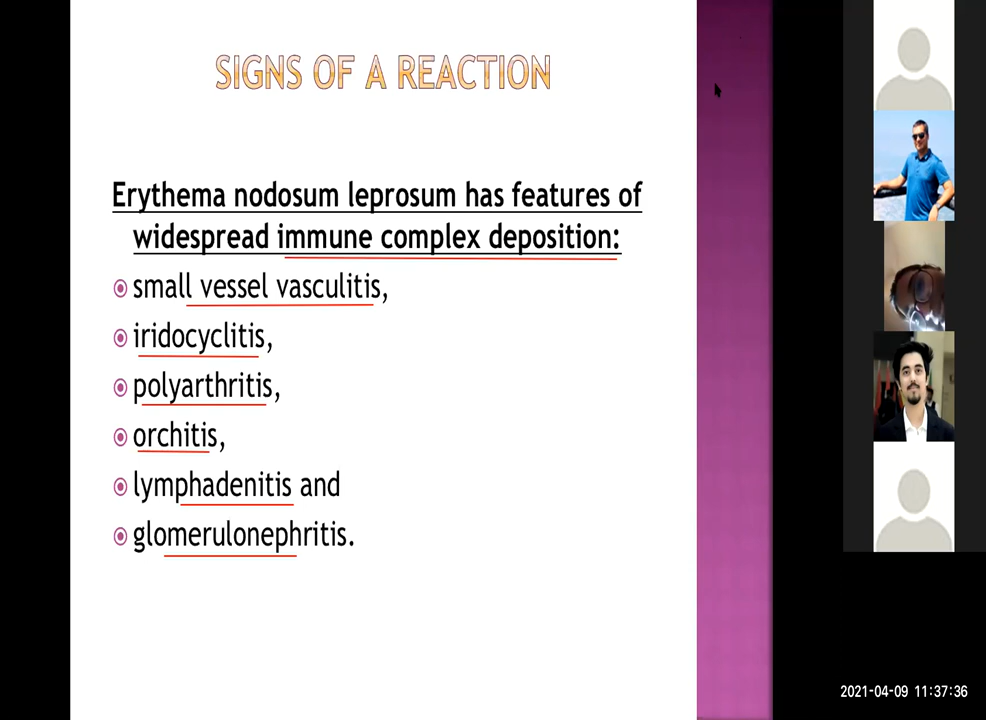 SIGNS OF A REACTION
Erythema nodosum leprosum has features of
widespread immune complex deposition:
small vessel vasculitis,
iridocyclitis,
polyarthritis,
orchitis,
lymphadenitis and
glomerulonephritis.
2021-04-09 11:37:36